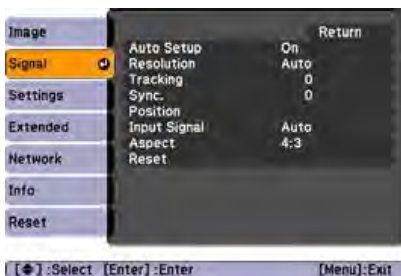 Image
Signal
Settings
Extended
Network
Info
Reset
Return
Auto Setup On
Resolution Auto
Tracking 0
Sync. 0
Position
Input Signal Auto
Aspect 4:3
Reset
[◆] :Select [Enter] :Enter [Menu]:Exit